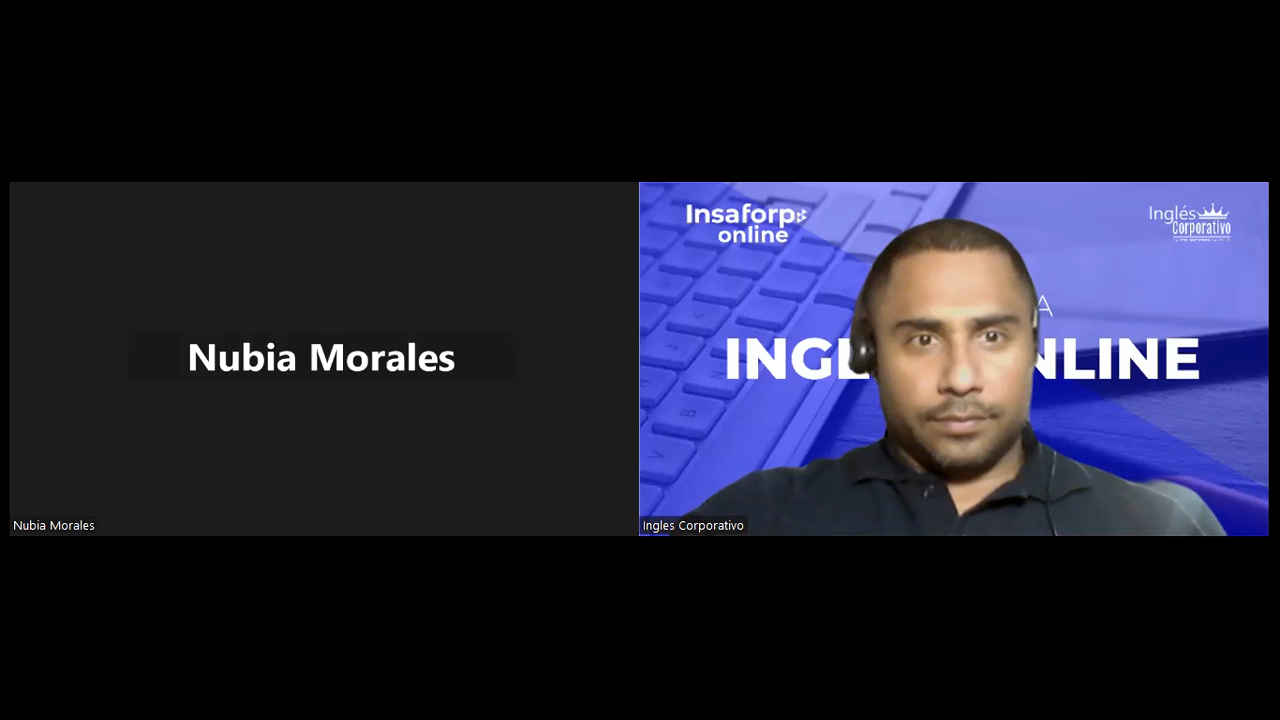 Nubia Morales
Nubia Morales
Insaforp
online
Inglés
Corporativo
A
INGL NLINE
Ingles Corporativo